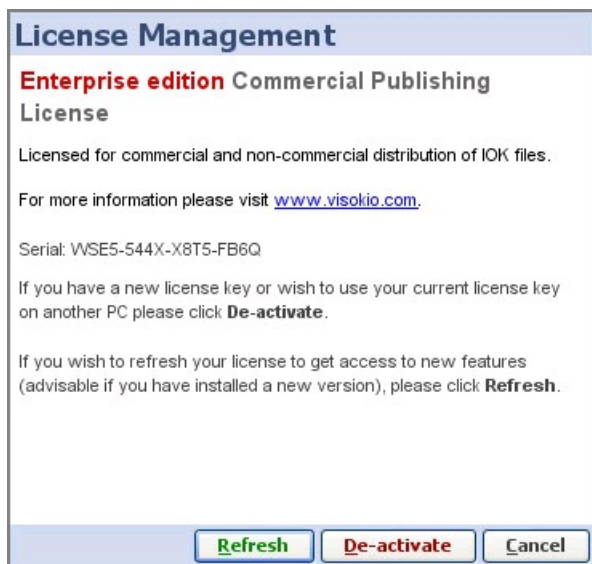 License Management
Enterprise edition Commercial Publishing
License
Licensed for commercial and non-commercial distribution of IOK files.
For more information please visit www.visokio.com.
Serial: WSE5-544X-X8T5-FB6Q
If you have a new license key or wish to use your current license key
on another PC please click De-activate.
If you wish to refresh your license to get access to new features
(advisable if you have installed a new version), please click Refresh.
Refresh De-activate Cancel